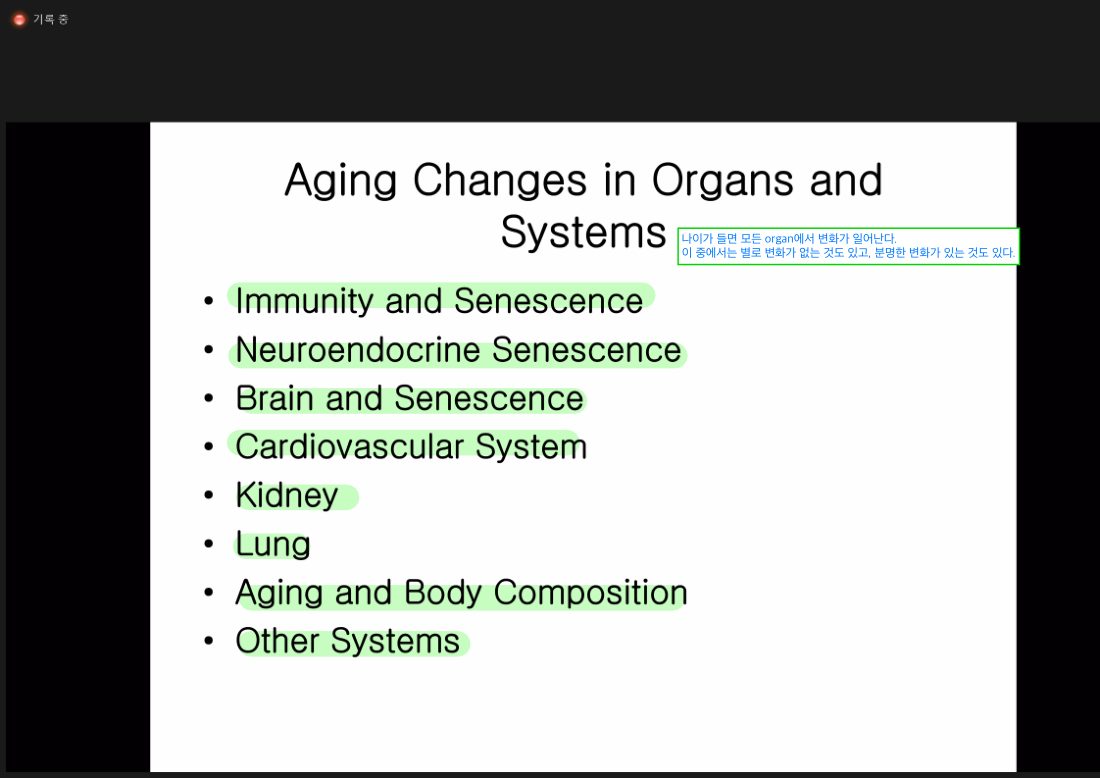 기록 중
Aging Changes in Organs and
Systems
나이가 들면 모든 organ에서 변화가 일어난다.
이 중에서는 별로 변화가 없는 것도 있고, 분명한 변화가 있는 것도 있다.
• Immunity and Senescence
• Neuroendocrine Senescence
• Brain and Senescence
• Cardiovascular System
• Kidney
• Lung
• Aging and Body Composition
• Other Systems